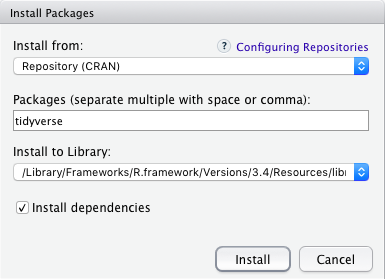 Install Packages
Install from:
? Configuring Repositories
Repository (CRAN)
Packages (separate multiple with space or comma):
tidyverse
Install to Library:
/Library/Frameworks/R.framework/Versions/3.4/Resources/libr
Install dependencies
Install
Cancel